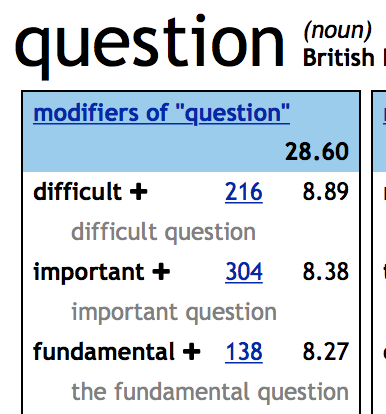 question (noun)
British
modifiers of "question"
28.60
difficult + 216 8.89
difficult question
important + 304 8.38
important question
fundamental + 138 8.27
the fundamental question